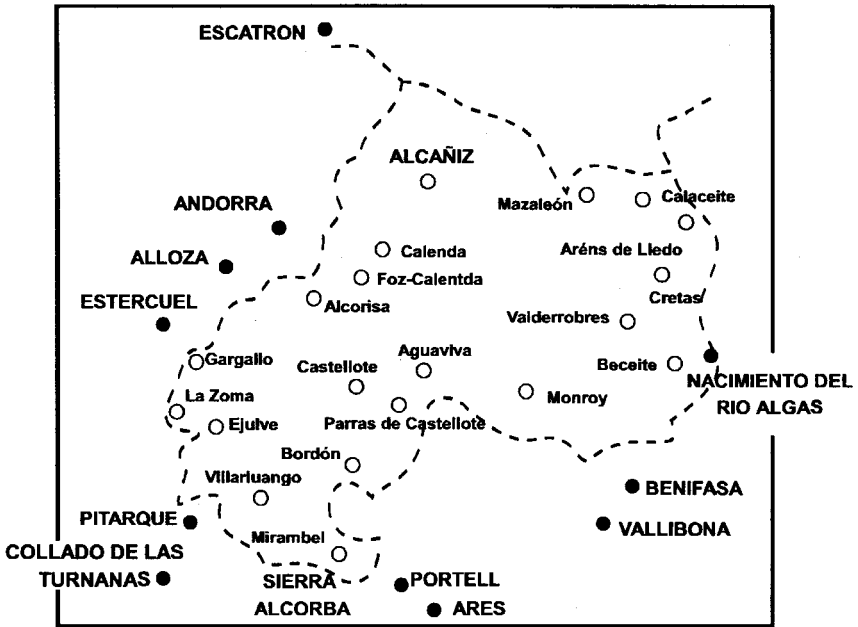 ESCATRON
ALCAÑIZ
Mazaleón
Calaceite
ANDORRA
Calenda
Aréns de Lledo
ALLOZA
Foz-Calentda
ESTERCUEL
Alcorisa
Cretas
Valderrobres
Gargallo
Castellote
Aguaviva
Beceite
NACIMIENTO DEL
RIO ALGAS
La Zoma
Monroy
Ejulve
Parras de Castellote
Bordón
Villarluango
BENIFASA
PITARQUE
VALLIBONA
Mirambel
COLLADO DE LAS
TURNANAS
SIERRA
ALCORBA
PORTELL
ARES